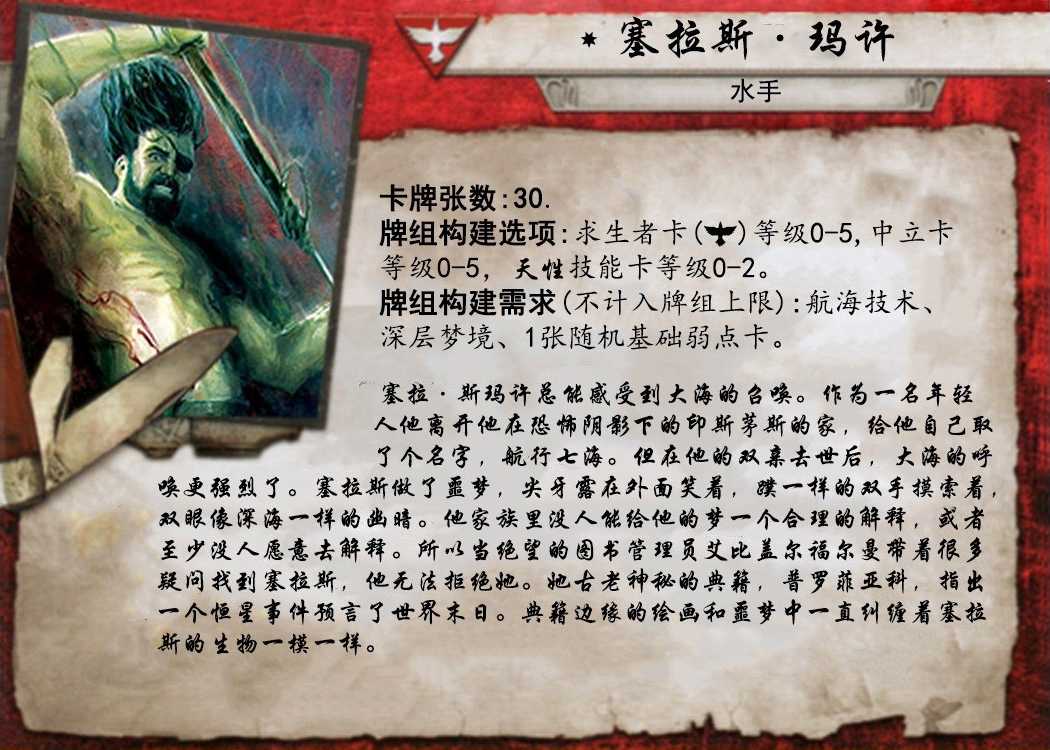 塞拉斯·玛许
水手
卡牌张数:30.
牌组构建选项:求生者卡( )等级0-5,中立卡
等级0-5, 天性技能卡等级0-2。
牌组构建需求(不计入牌组上限):航海技术、
深层梦境、1张随机基础弱点卡。
塞拉·斯玛许总能感受到大海的召唤。作为一名年轻
人他离开他在恐怖阴影下的印斯茅斯的家，给他自己取
了个名字，航行七海。但在他的双亲去世后，大海的呼
唤更强烈了。塞拉斯做了噩梦，尖牙露在外面笑着，蹼一样的双手摸索着，
双眼像深海一样的幽暗。他家族里没人能给他的梦一个合理的解释，或者
至少没人愿意去解释。所以当绝望的图书管理员艾比盖尔福尔曼带着很多
疑问找到塞拉斯，他无法拒绝她。她古老神秘的典籍，普罗菲亚科，指出
一个恒星事件预言了世界末日。典籍边缘的绘画和噩梦中一直纠缠着塞拉
斯的生物一模一样。